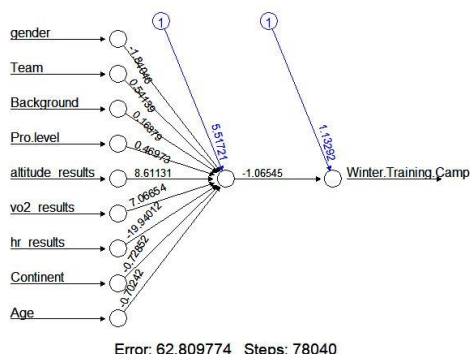 1
1
gender
Team
Background
Pro.level
altitude_results
vo2_results
hr_results
Continent
Age
-1.84046
0.54139
0.16879
0.46973
8.61131
7.06654
-19.94012
-0.72852
-0.70242
5.51721
-1.06545
1.13292
Winter.Training.Camp
Error: 62.809774   Steps: 78040